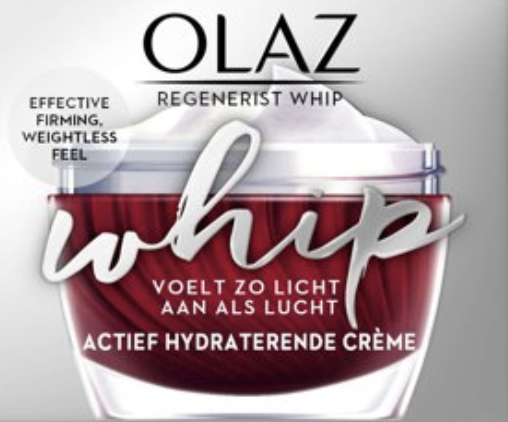 OLAZ
REGENERIST WHIP
EFFECTIVE
FIRMING,
WEIGHTLESS
FEEL
whip
VOELT ZO LICHT
AAN ALS LUCHT
ACTIEF HYDRATERENDE CRÈME